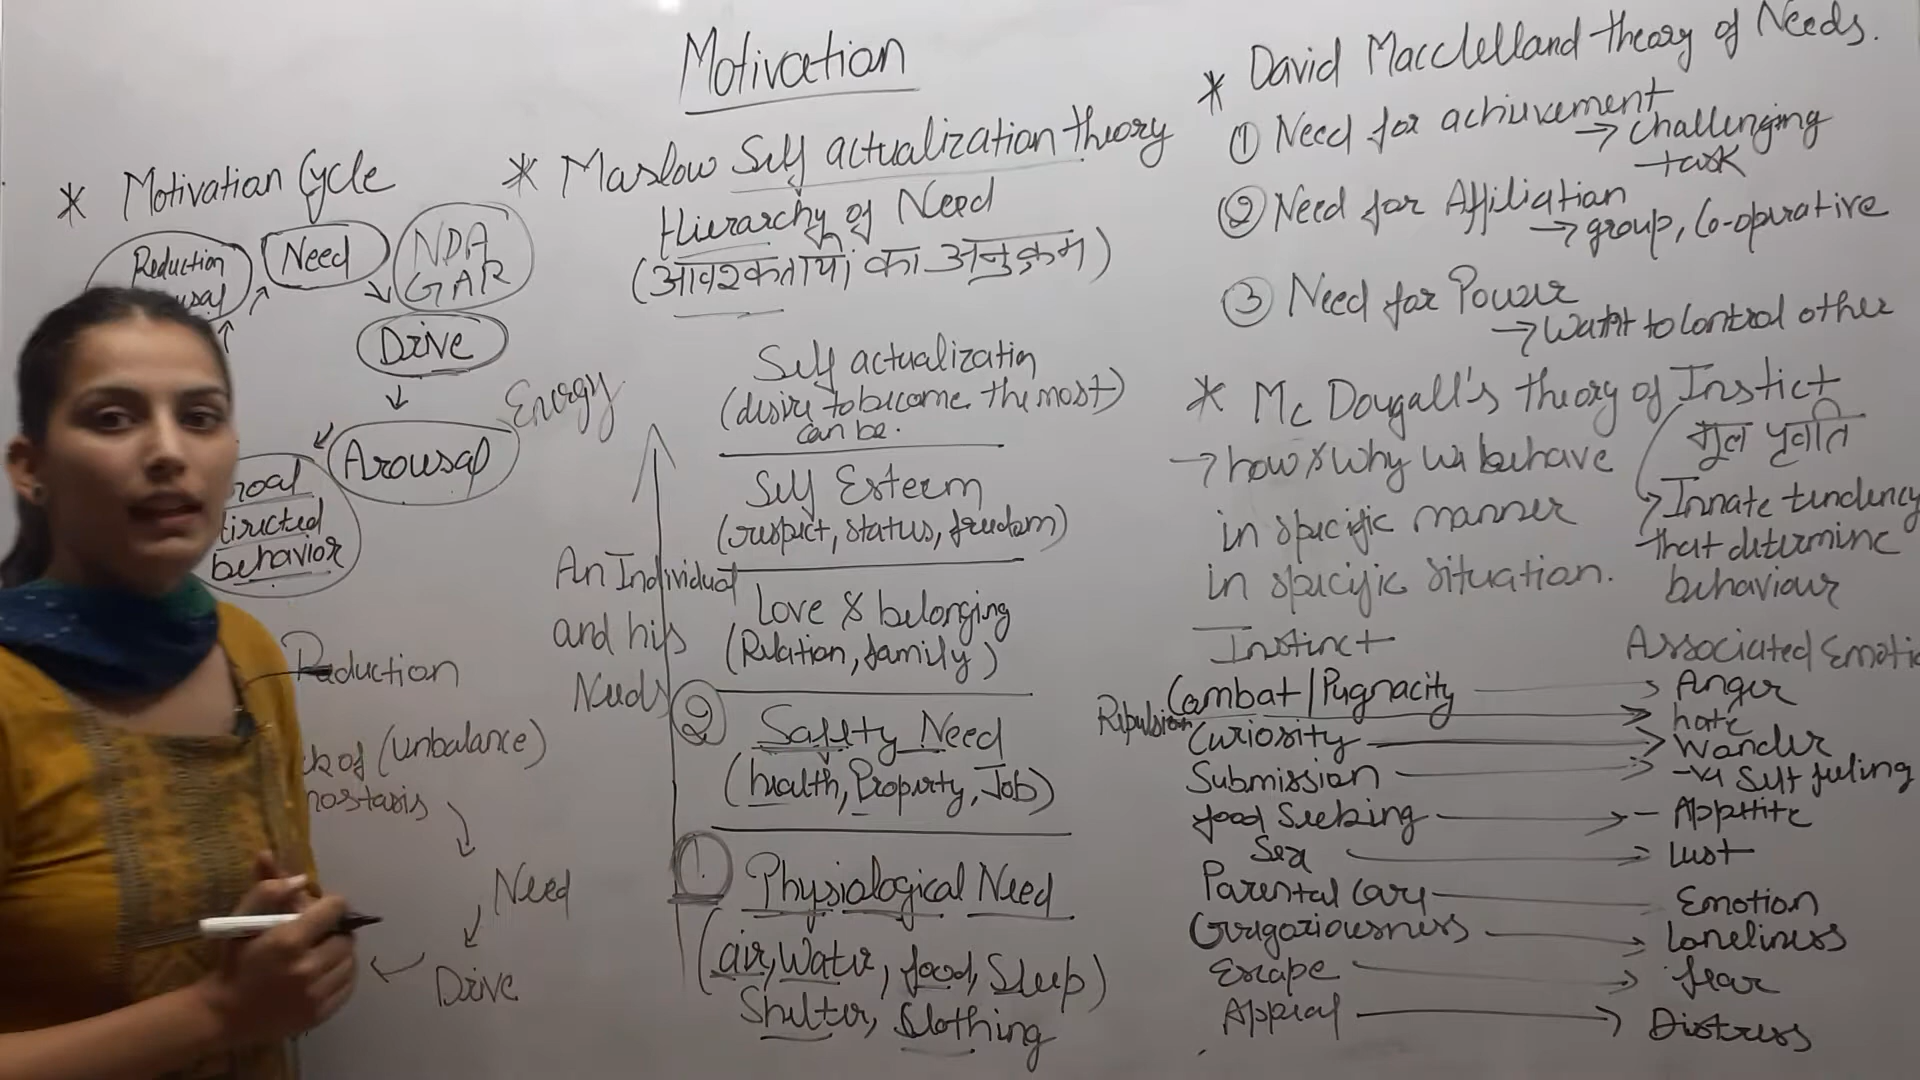 Motivation
* Motivation Cycle
Reduction
Need
NDA
GAR
Drive
Arousal
Energy
directed
behavior
Reduction
(unbalance)
Need
Drive
* Maslow Self actualization theory
Hierarchy of Need
(आवश्कतायों का अनुक्रम)
Self actualization
(desire to become the most)
can be.
Self Esteem
(respect, status, freedom)
Love & belonging
(Relation, family)
② Safety Need
(health, Property, Job)
① Physiological Need
(air, Water, food, Sleep)
Shelter, Clothing
An Individual
and his
Needs
* David Macclelland theory of Needs.
① Need for achievement
→ Challenging
task
② Need for Affiliation
→ group, Co-operative
③ Need for Power
→ Want to Control other
* Mc Dougall's theory of Instict
मूल प्रवति
→ how & Why We behave
in specific manner
in specific situation.
→ Innate tendency
that determine
behaviour
Instinct Associated Emotio
Combat/Pugnacity → Anger
Repulsion → hate
Curiosity → Wonder
Submission → -ve Self feeling
food Seeking → - Appetite
Sex → Lust
Parental Care Emotion
Gregariousness → Loneliness
Escape → fear
Appeal → Distress